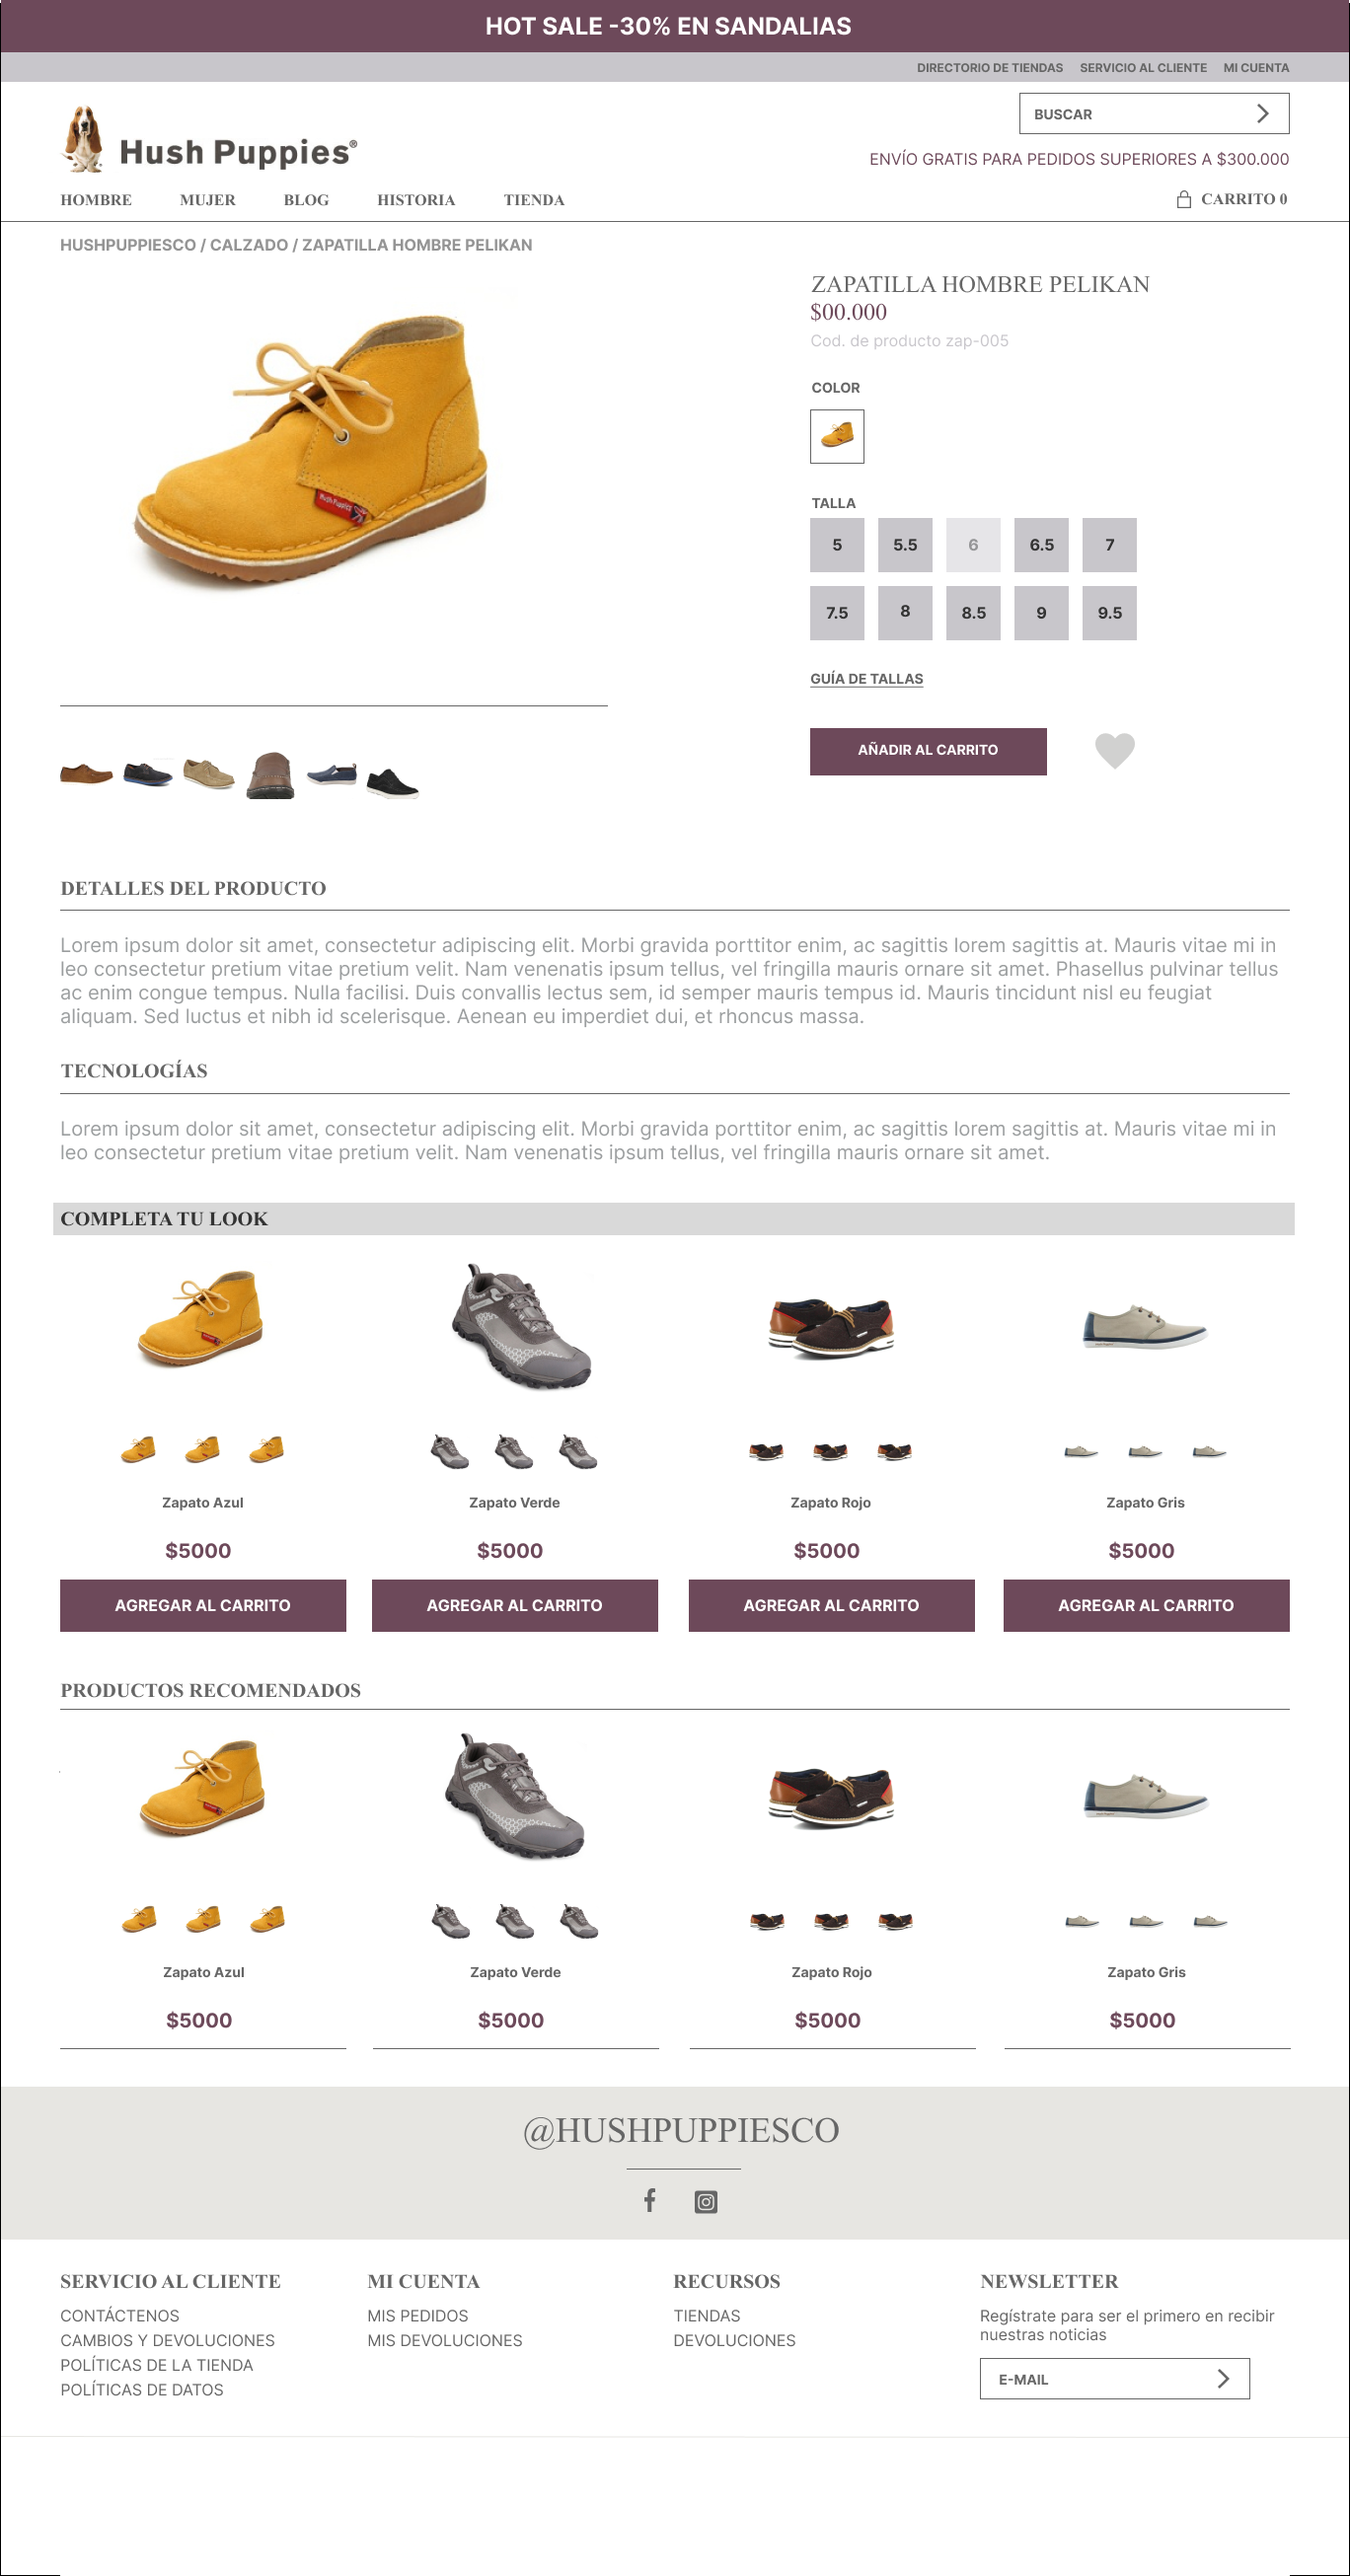 HOT SALE -30% EN SANDALIAS
DIRECTORIO DE TIENDAS SERVICIO AL CLIENTE MI CUENTA
BUSCAR
Hush Puppies®
ENVÍO GRATIS PARA PEDIDOS SUPERIORES A $300.000
HOMBRE MUJER BLOG HISTORIA TIENDA CARRITO 0
HUSHPUPPIESCO / CALZADO / ZAPATILLA HOMBRE PELIKAN
ZAPATILLA HOMBRE PELIKAN
$00.000
Cod. de producto zap-005
COLOR
Hush Puppies
TALLA
5 5.5 6 6.5 7
7.5 8 8.5 9 9.5
GUÍA DE TALLAS
AÑADIR AL CARRITO
DETALLES DEL PRODUCTO
Lorem ipsum dolor sit amet, consectetur adipiscing elit. Morbi gravida porttitor enim, ac sagittis lorem sagittis at. Mauris vitae mi in
leo consectetur pretium vitae pretium velit. Nam venenatis ipsum tellus, vel fringilla mauris ornare sit amet. Phasellus pulvinar tellus
ac enim congue tempus. Nulla facilisi. Duis convallis lectus sem, id semper mauris tempus id. Mauris tincidunt nisl eu feugiat
aliquam. Sed luctus et nibh id scelerisque. Aenean eu imperdiet dui, et rhoncus massa.
TECNOLOGÍAS
Lorem ipsum dolor sit amet, consectetur adipiscing elit. Morbi gravida porttitor enim, ac sagittis lorem sagittis at. Mauris vitae mi in
leo consectetur pretium vitae pretium velit. Nam venenatis ipsum tellus, vel fringilla mauris ornare sit amet.
COMPLETA TU LOOK
Zapato Azul Zapato Verde Zapato Rojo Zapato Gris
$5000 $5000 $5000 $5000
AGREGAR AL CARRITO AGREGAR AL CARRITO AGREGAR AL CARRITO AGREGAR AL CARRITO
PRODUCTOS RECOMENDADOS
Zapato Azul Zapato Verde Zapato Rojo Zapato Gris
$5000 $5000 $5000 $5000
@HUSHPUPPIESCO
SERVICIO AL CLIENTE
CONTÁCTENOS
CAMBIOS Y DEVOLUCIONES
POLÍTICAS DE LA TIENDA
POLÍTICAS DE DATOS
MI CUENTA
MIS PEDIDOS
MIS DEVOLUCIONES
RECURSOS
TIENDAS
DEVOLUCIONES
NEWSLETTER
Regístrate para ser el primero en recibir
nuestras noticias
E-MAIL